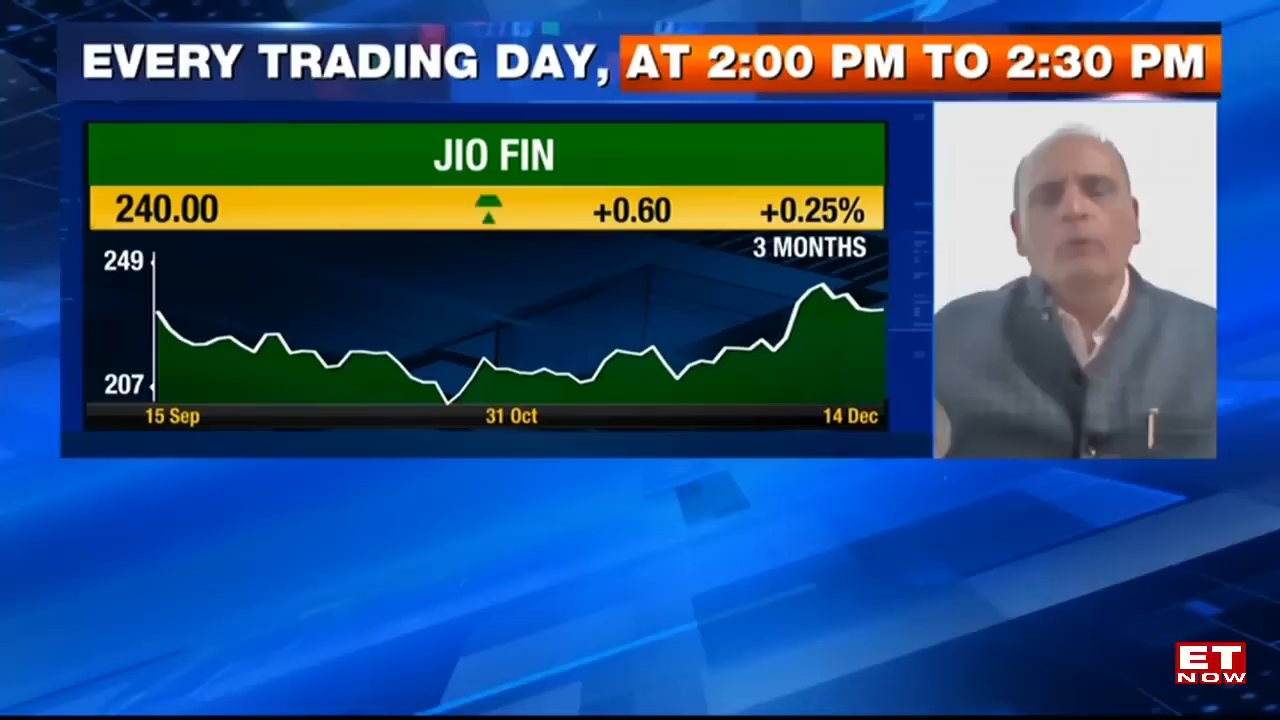 EVERY TRADING DAY, AT 2:00 PM TO 2:30 PM
JIO FIN
240.00 +0.60 +0.25%
3 MONTHS
249
207
15 Sep 31 Oct 14 Dec
ET
NOW